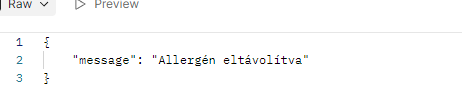 Raw Preview
1 {
2 "message": "Allergén eltávolítva"
3 }